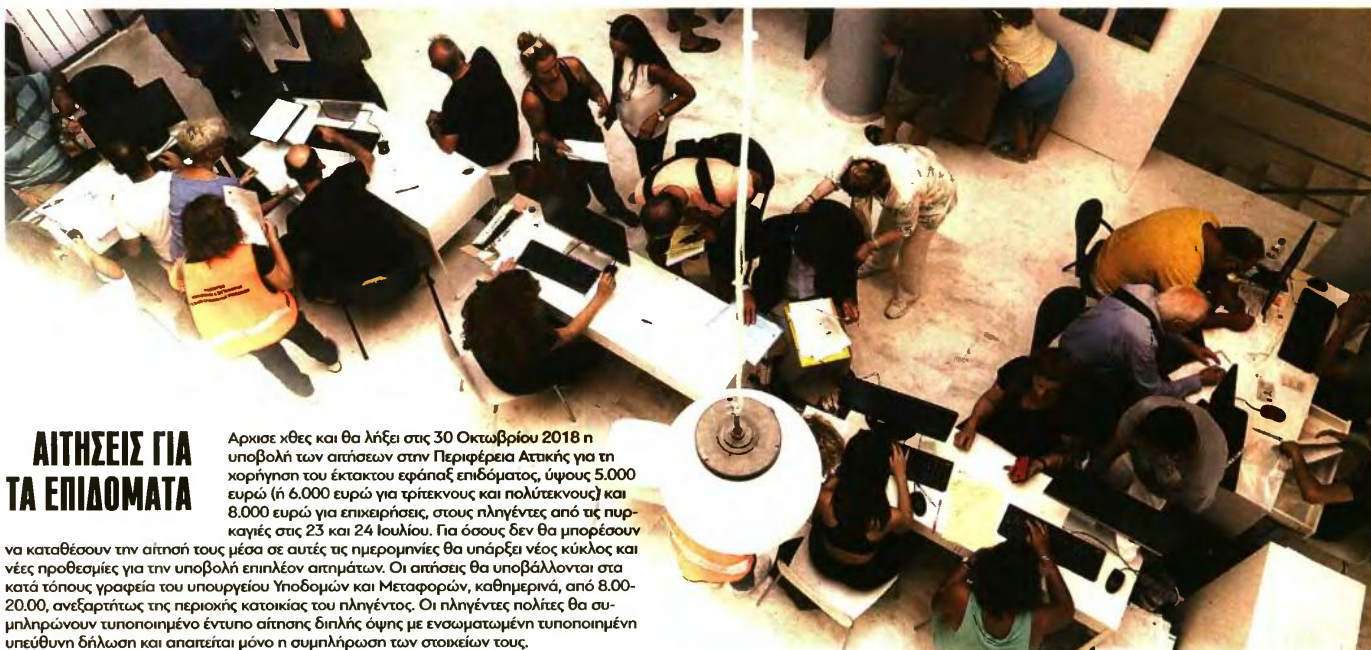 ΑΙΤΗΣΕΙΣ ΓΙΑ
ΤΑ ΕΠΙΔΟΜΑΤΑ
Αρχισε χθες και θα λήξει στις 30 Οκτωβρίου 2018 η
υποβολή των αιτήσεων στην Περιφέρεια Αττικής για τη
χορήγηση του έκτακτου εφάπαξ επιδόματος, ύψους 5.000
ευρώ (ή 6.000 ευρώ για τρίτεκνους και πολύτεκνους) και
8.000 ευρώ για επιχειρήσεις, στους πληγέντες από τις πυρ-
καγιές στις 23 και 24 Ιουλίου. Για όσους δεν θα μπορέσουν
να καταθέσουν την αίτησή τους μέσα σε αυτές τις ημερομηνίες θα υπάρξει νέος κύκλος και
νέες προθεσμίες για την υποβολή επιπλέον αιτημάτων. Οι αιτήσεις θα υποβάλλονται στα
κατά τόπους γραφεία του υπουργείου Υποδομών και Μεταφορών, καθημερινά, από 8.00-
20.00, ανεξαρτήτως της περιοχής κατοικίας του πληγέντος. Οι πληγέντες πολίτες θα συ-
μπληρώνουν τυποποιημένο έντυπο αίτησης διπλής όψης με ενσωματωμένη τυποποιημένη
υπεύθυνη δήλωση και απαιτείται μόνο η συμπλήρωση των στοιχείων τους.